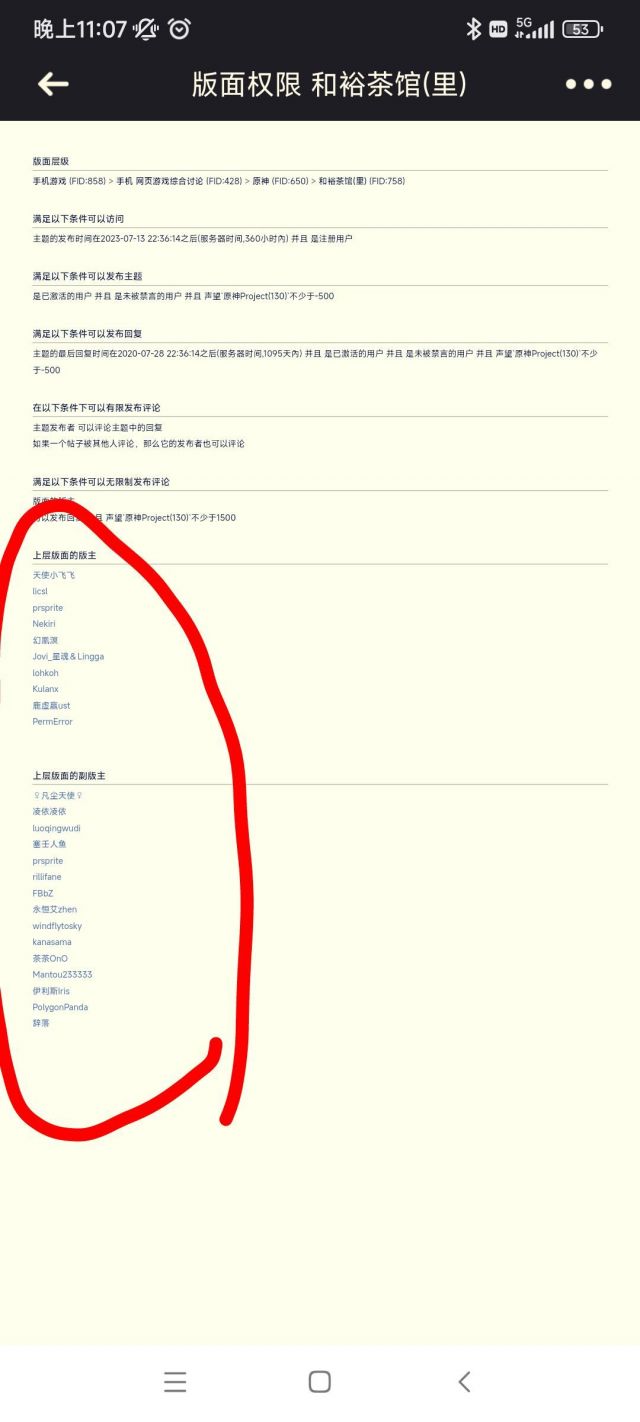 晚上11:07
HD 5G 53
版面权限 和裕茶馆(里)
版面层级
手机游戏 (FID:858) > 手机 网页游戏综合讨论 (FID:428) > 原神 (FID:650) > 和裕茶馆(里) (FID:758)
满足以下条件可以访问
主题的发布时间在2023-07-13 22:36:14之后(服务器时间,360小时内) 并且 是注册用户
满足以下条件可以发布主题
是已激活的用户 并且 是未被禁言的用户 并且 声望'原神Project(130)'不少于-500
满足以下条件可以发布回复
主题的最后回复时间在2020-07-28 22:36:14之后(服务器时间,1095天内) 并且 是已激活的用户 并且 是未被禁言的用户 并且 声望'原神Project(130)'不少
于-500
在以下条件下可以有限发布评论
主题发布者 可以评论主题中的回复
如果一个帖子被其他人评论，那么它的发布者也可以评论
满足以下条件可以无限制发布评论
版面的版主
可以发布回复 并且 声望'原神Project(130)'不少于1500
上层版面的版主
天使小飞飞
licsl
prsprite
Nekiri
幻凰溟
Jovi_星魂＆Lingga
lohkoh
Kulanx
鹿虚羸ust
PermError
上层版面的副版主
♀凡尘天使♀
凌依凌依
luoqingwudi
塞壬人鱼
prsprite
rillifane
FBbZ
永恒艾zhen
windflytosky
kanasama
茶茶OnO
Mantou233333
伊利斯Iris
PolygonPanda
辞落